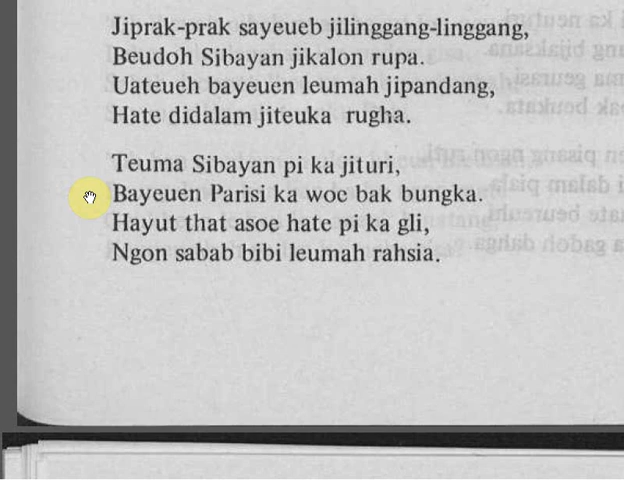 Jiprak-prak sayeueb jilinggang-linggang,
Beudoh Sibayan jikalon rupa.
Uateueh bayeuen leumah jipandang,
Hate didalam jiteuka rugha.
Teuma Sibayan pi ka jituri,
Bayeuen Parisi ka woe bak bungka.
Hayut that asoe hate pi ka gli,
Ngon sabab bibi leumah rahsia.